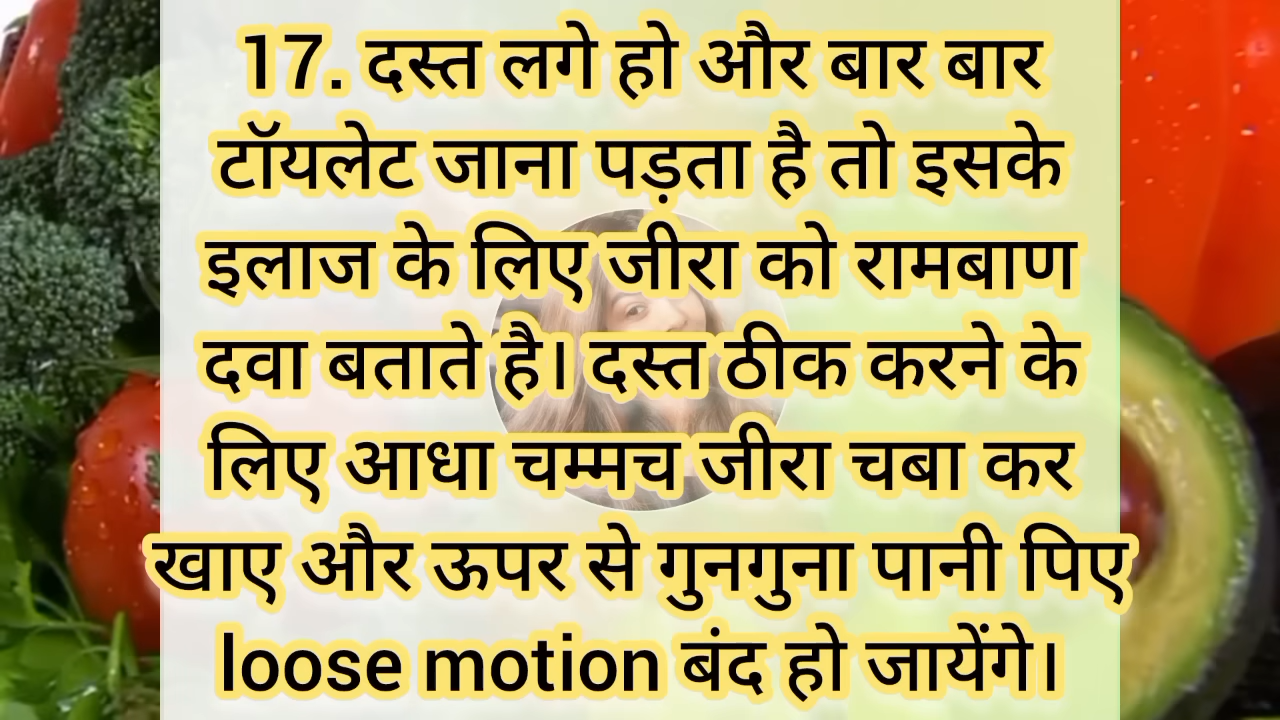 17. दस्त लगे हो और बार बार
टॉयलेट जाना पड़ता है तो इसके
इलाज के लिए जीरा को रामबाण
दवा बताते है। दस्त ठीक करने के
लिए आधा चम्मच जीरा चबा कर
खाए और ऊपर से गुनगुना पानी पिए
loose motion बंद हो जायेंगे।